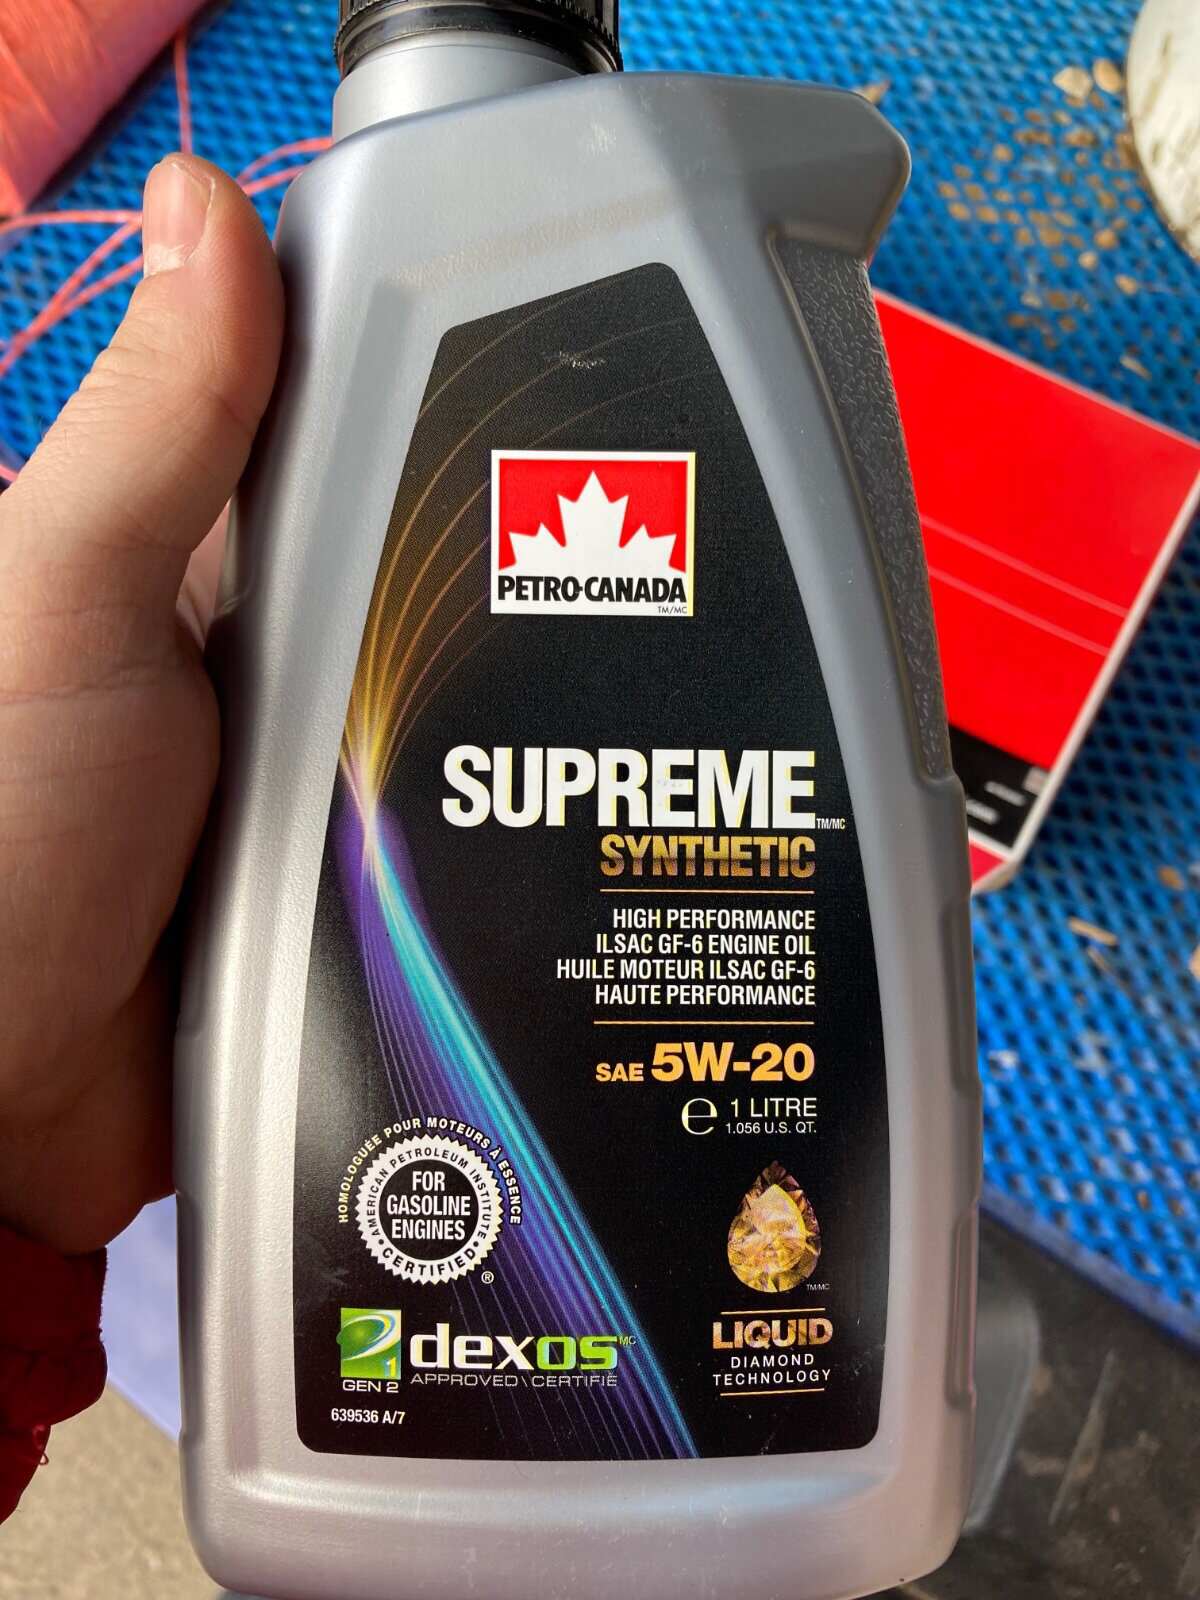 PETRO-CANADA
TM/MC
SUPREME TM/MC
SYNTHETIC
HIGH PERFORMANCE
ILSAC GF-6 ENGINE OIL
HUILE MOTEUR ILSAC GF-6
HAUTE PERFORMANCE
SAE 5W-20
e 1 LITRE
1.056 U.S. QT.
HOMOLOGUÉE POUR MOTEURS À ESSENCE
AMERICAN PETROLEUM INSTITUTE
FOR
GASOLINE
ENGINES
CERTIFIED
®
TM/MC
LIQUID
DIAMOND
TECHNOLOGY
1
GEN 2
dexos MC
APPROVED\CERTIFIÉ
639536 A/7